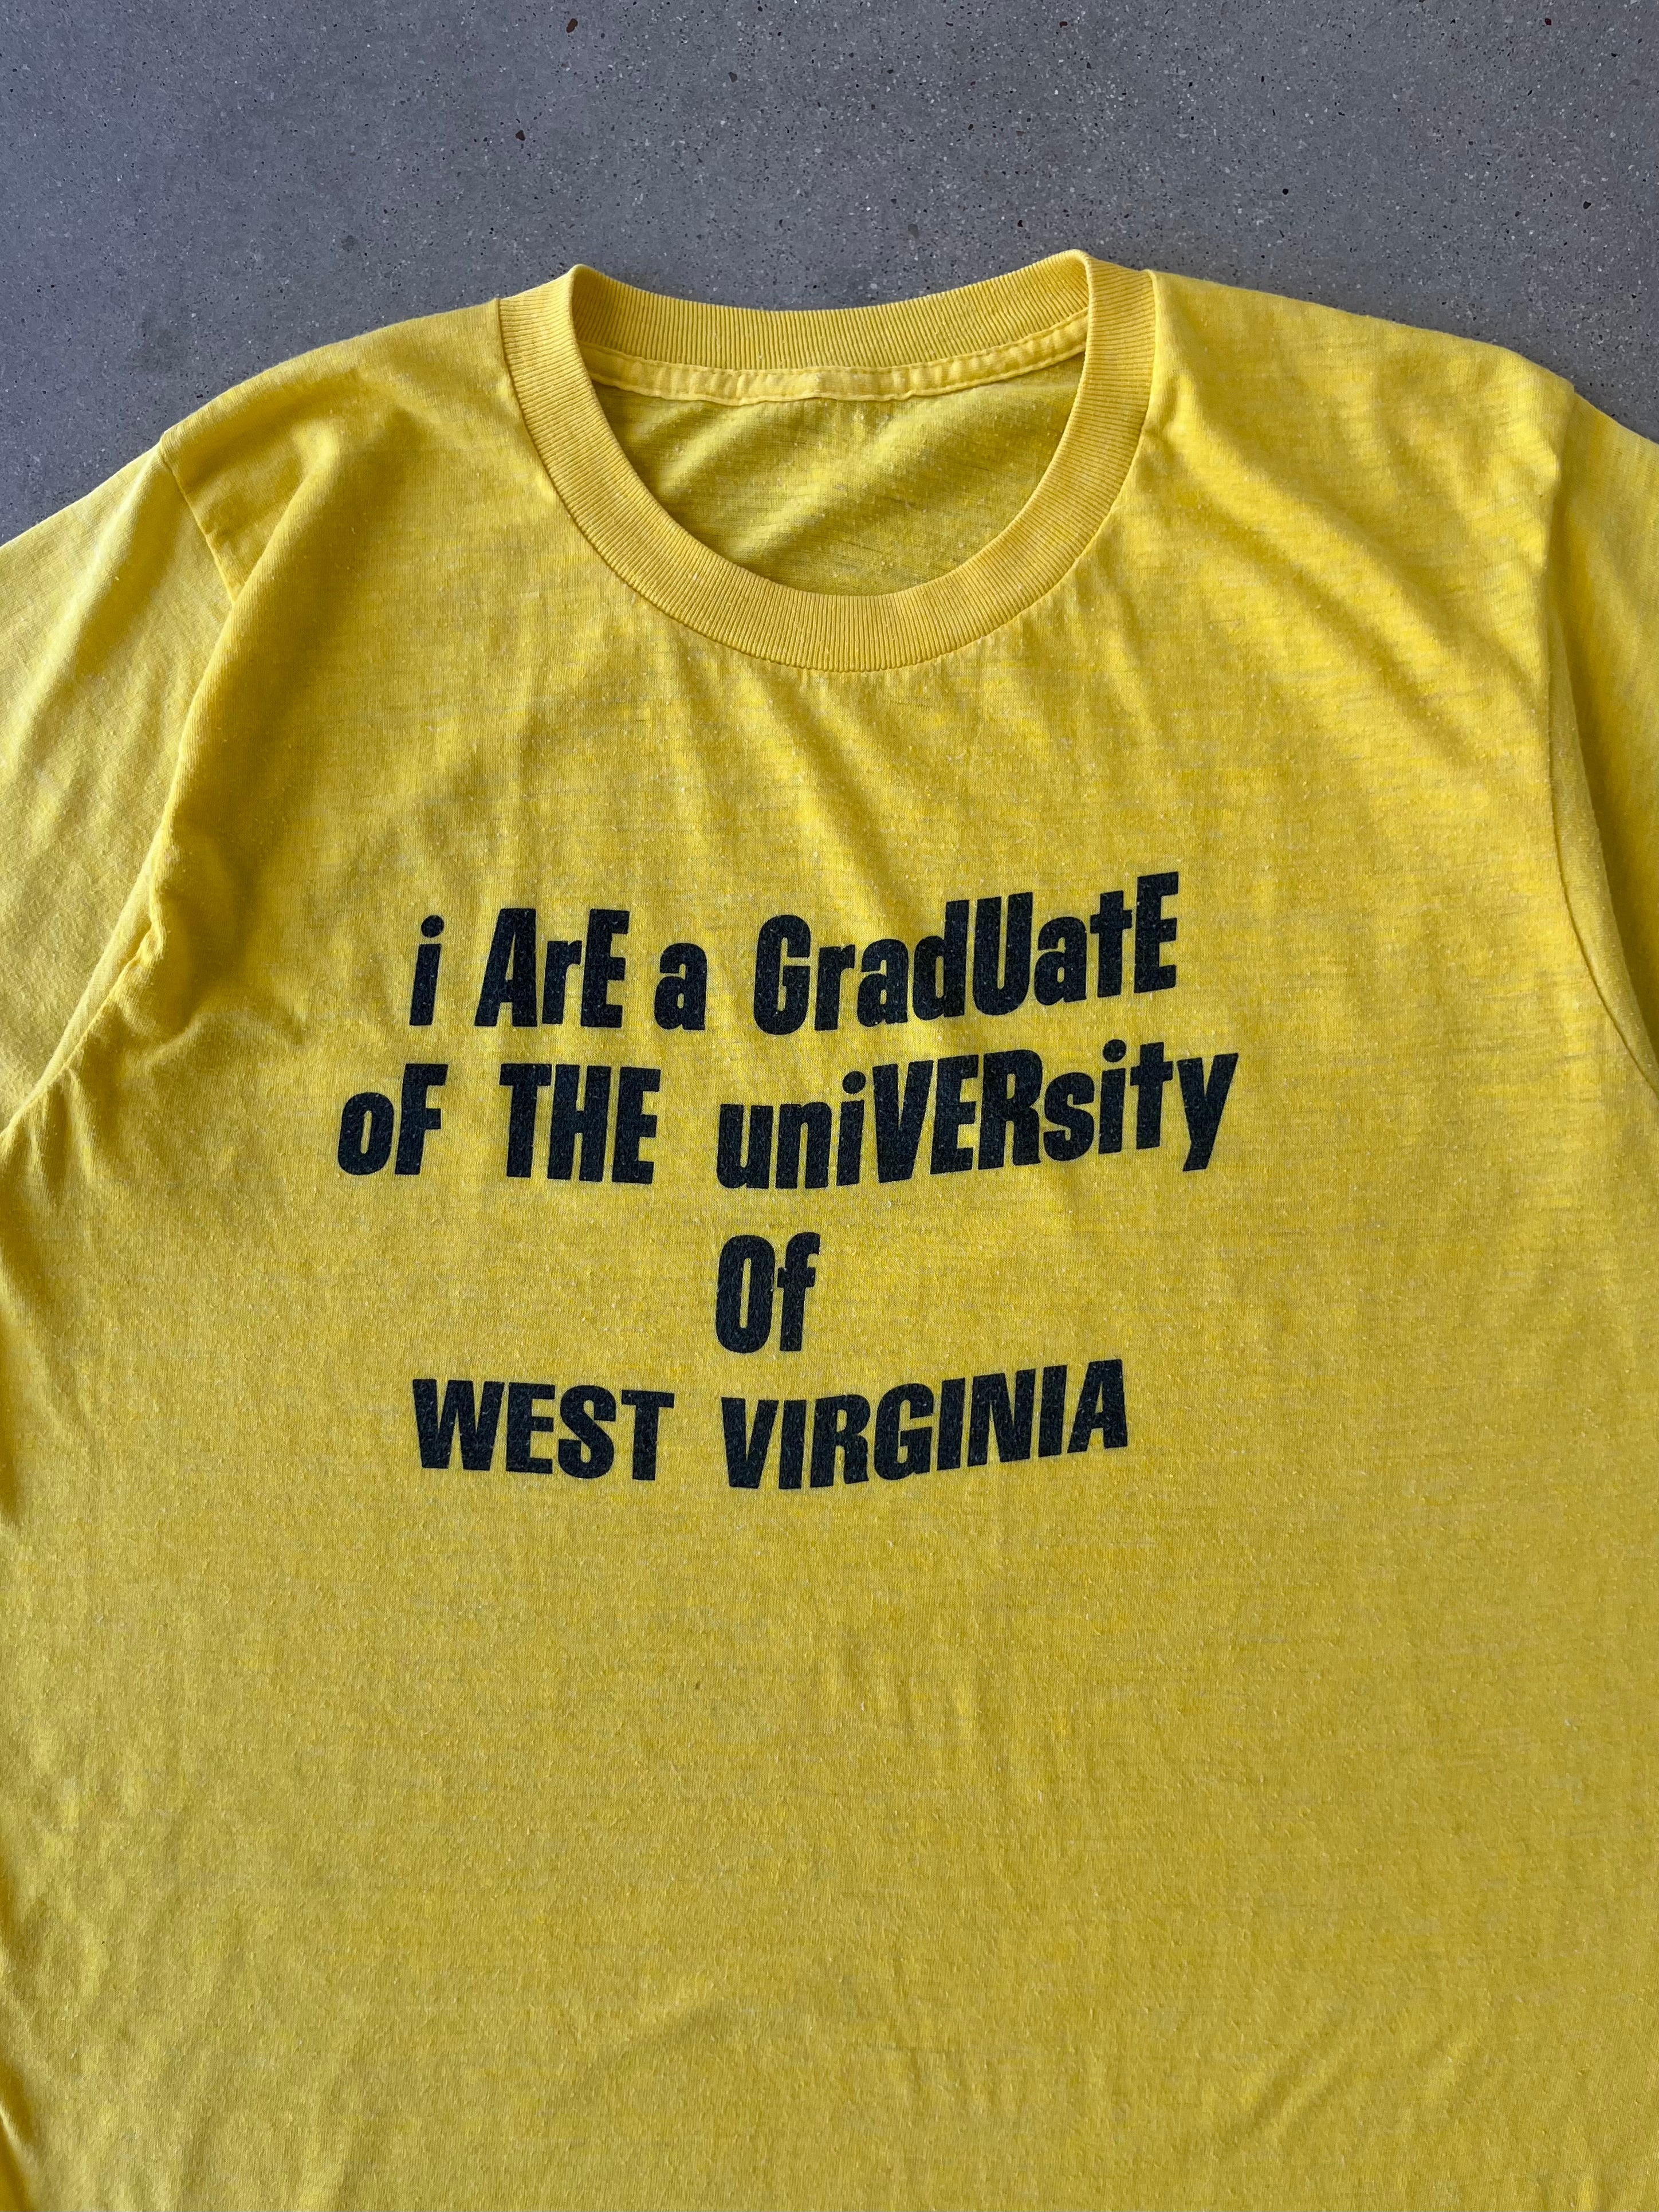 i ArE a GradUatE
oF THE uniVERsity
Of
WEST VIRGINIA